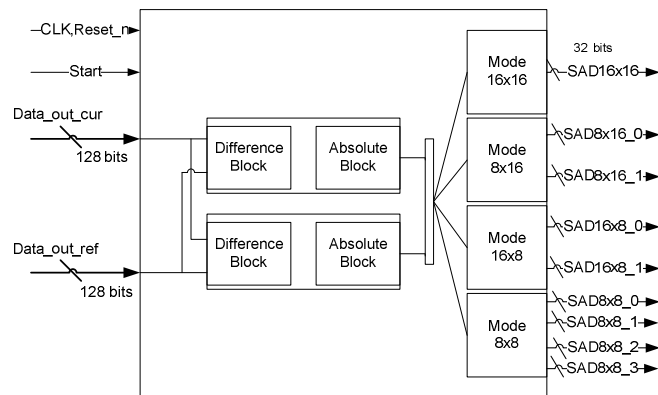 CLK,Reset_n
Start
Data_out_cur
128 bits
Data_out_ref
128 bits
Difference
Block
Absolute
Block
Difference
Block
Absolute
Block
Mode
16x16
Mode
8x16
Mode
16x8
Mode
8x8
32 bits
SAD16x16
SAD8x16_0
SAD8x16_1
SAD16x8_0
SAD16x8_1
SAD8x8_0
SAD8x8_1
SAD8x8_2
SAD8x8_3